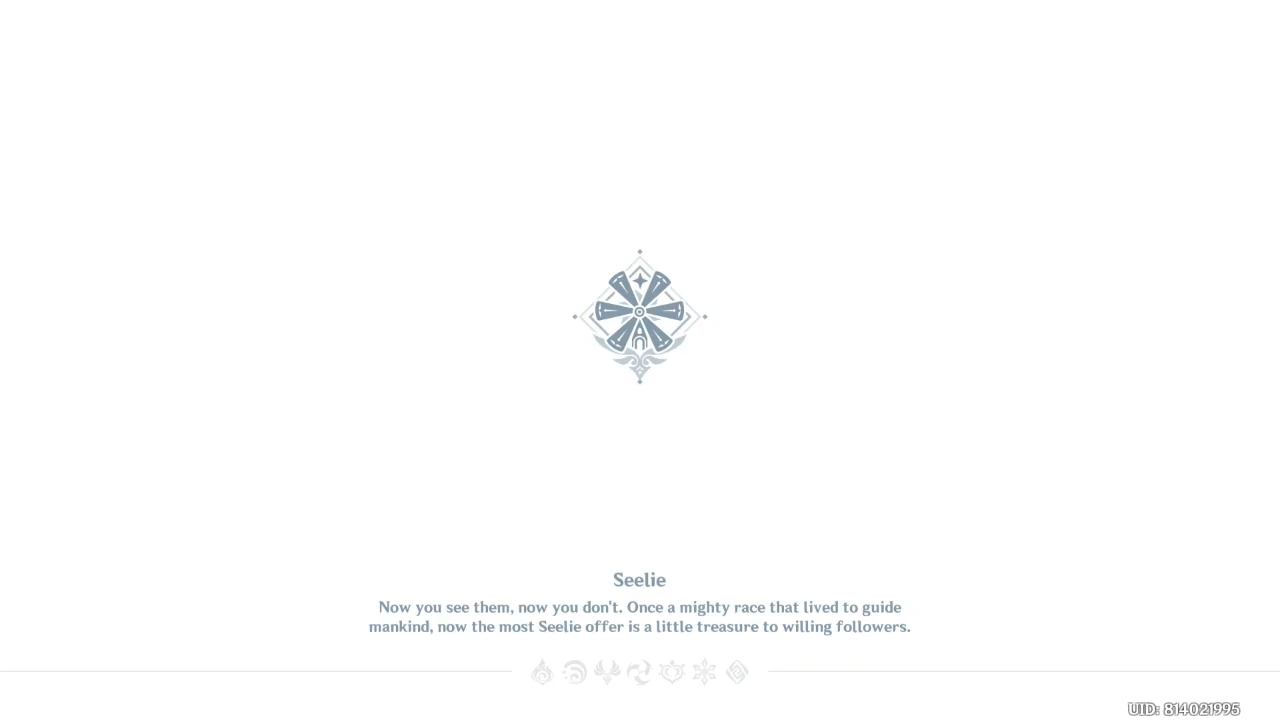 Seelie
Now you see them, now you don't. Once a mighty race that lived to guide
mankind, now the most Seelie offer is a little treasure to willing followers.
UID: 814021995